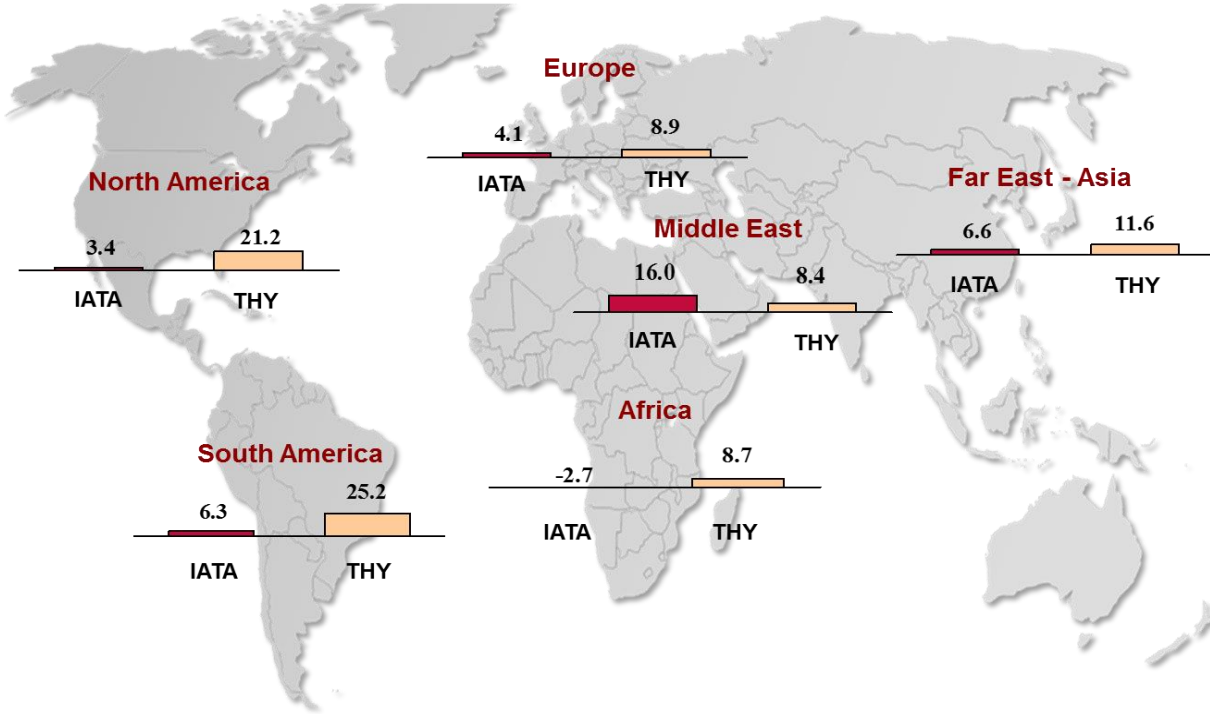 Europe
4.1
8.9
IATA
THY
North America
3.4
21.2
IATA
THY
Far East - Asia
6.6
11.6
IATA
THY
Middle East
16.0
8.4
IATA
THY
Africa
-2.7
8.7
IATA
THY
South America
6.3
25.2
IATA
THY